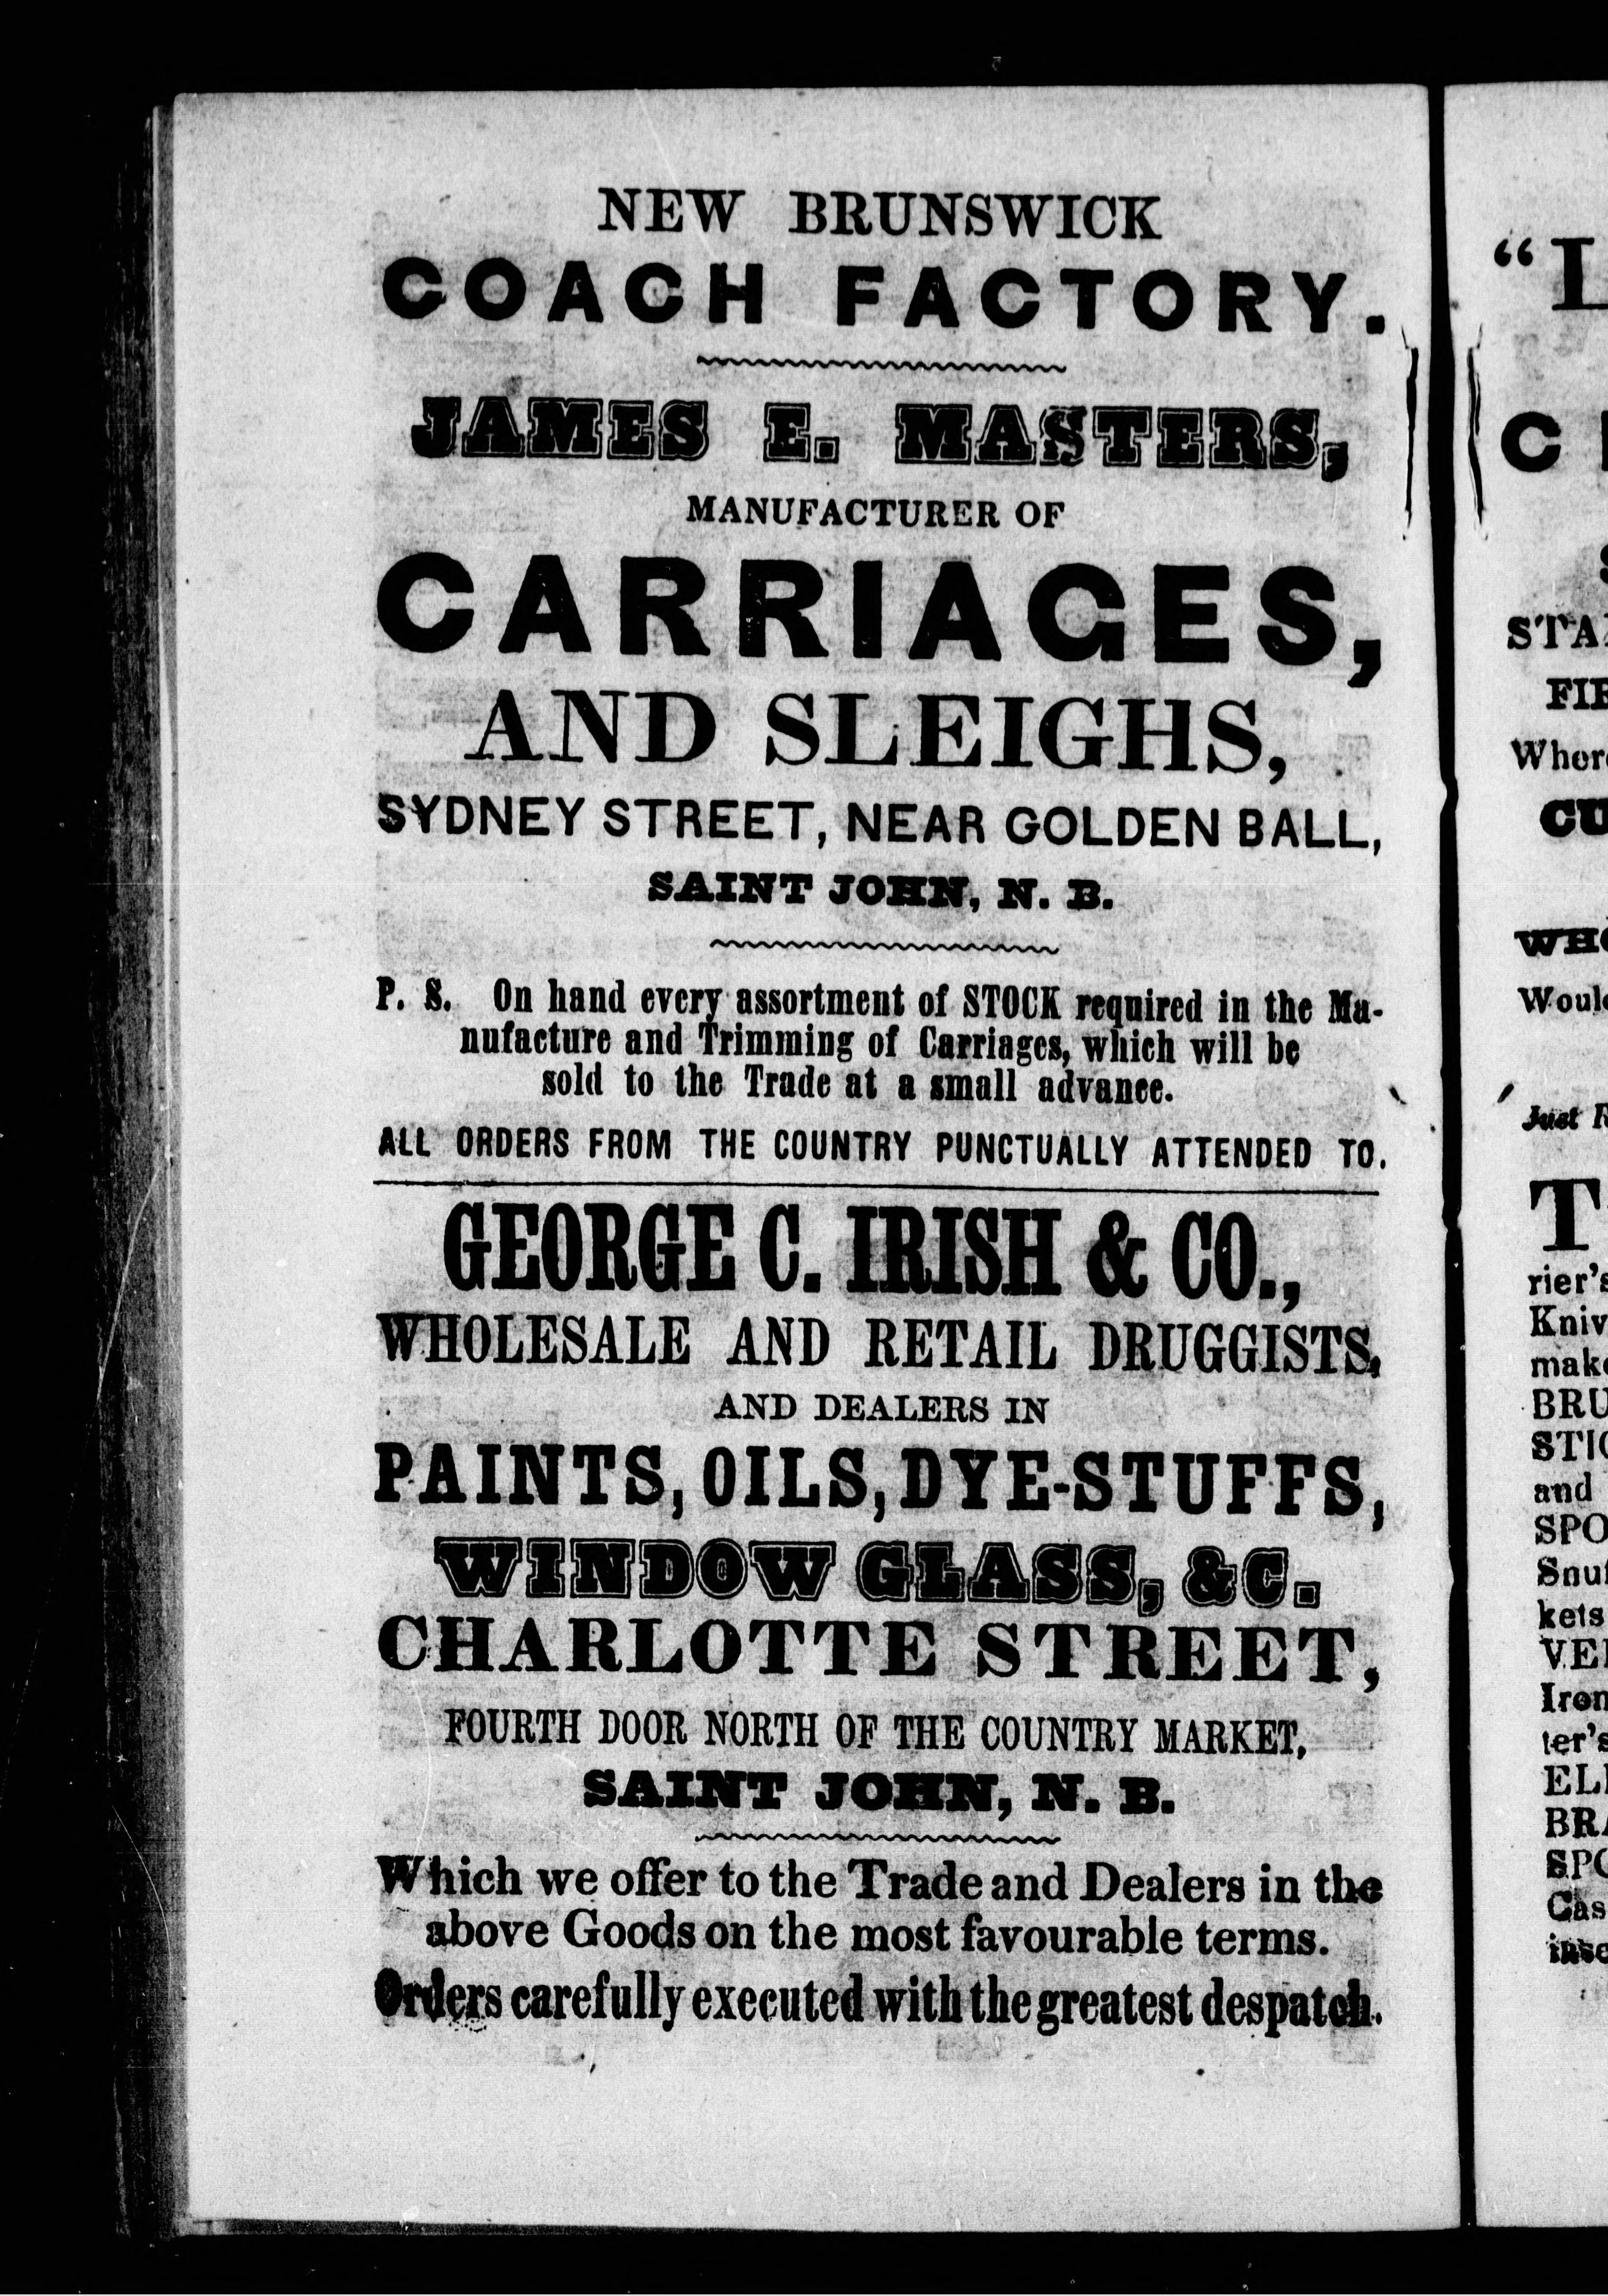 NEW BRUNSWICK
COACH FACTORY.
JAMES E. MASTERS,
MANUFACTURER OF
CARRIAGES,
AND SLEIGHS,
SYDNEY STREET, NEAR GOLDEN BALL,
SAINT JOHN, N. B.
P. S. On hand every assortment of STOCK required in the Ma-
nufacture and Trimming of Carriages, which will be
sold to the Trade at a small advance.
ALL ORDERS FROM THE COUNTRY PUNCTUALLY ATTENDED TO.
GEORGE C. IRISH & CO.,
WHOLESALE AND RETAIL DRUGGISTS,
AND DEALERS IN
PAINTS, OILS, DYE-STUFFS,
WINDOW GLASS, &C.
CHARLOTTE STREET,
FOURTH DOOR NORTH OF THE COUNTRY MARKET,
SAINT JOHN, N. B.
Which we offer to the Trade and Dealers in the
above Goods on the most favourable terms.
Orders carefully executed with the greatest despatch.
Just
rier's
and
kets
ter's